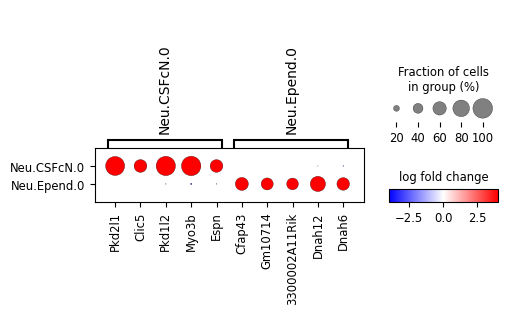 Neu.CSFcN.0
Neu.Epend.0
Fraction of cells
in group (%)
20 40 60 80 100
Neu.CSFcN.0
Neu.Epend.0
log fold change
−2.5 0.0 2.5
Pkd2l1
Clic5
Pkd1l2
Myo3b
Espn
Cfap43
Gm10714
3300002A11Rik
Dnah12
Dnah6